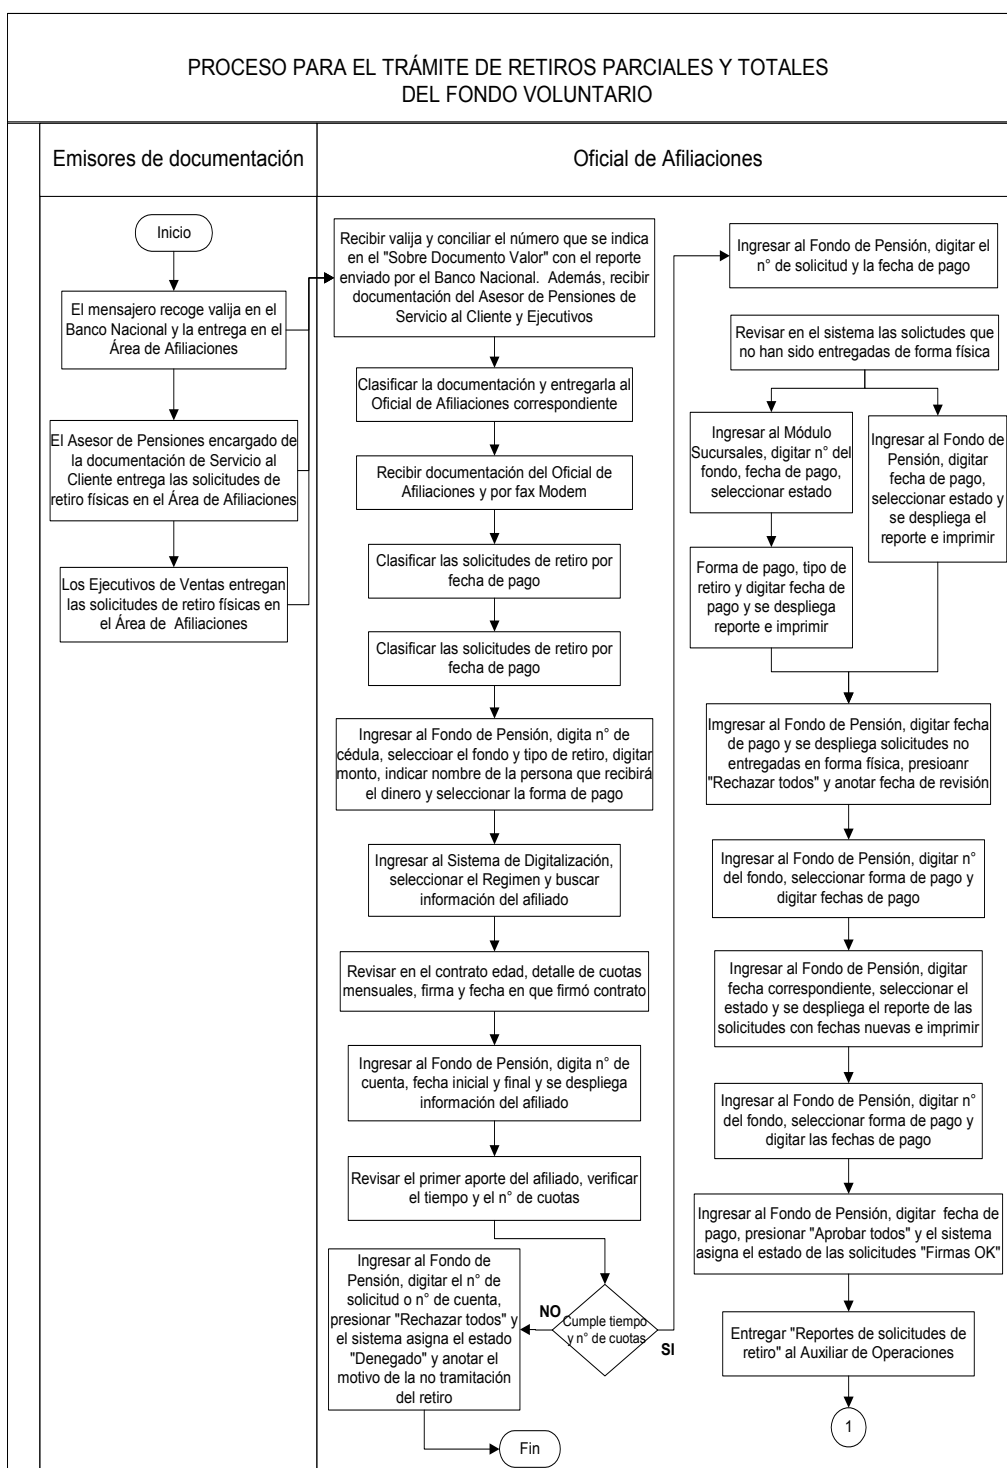 PROCESO PARA EL TRÁMITE DE RETIROS PARCIALES Y TOTALES
DEL FONDO VOLUNTARIO
Emisores de documentación
Oficial de Afiliaciones
Inicio
El mensajero recoge valija en el
Banco Nacional y la entrega en el
Área de Afiliaciones
El Asesor de Pensiones encargado de
la documentación de Servicio al
Cliente entrega las solicitudes de
retiro físicas en el Área de Afiliaciones
Los Ejecutivos de Ventas entregan
las solicitudes de retiro físicas en
el Área de  Afiliaciones
Recibir valija y conciliar el número que se indica
en el "Sobre Documento Valor" con el reporte
enviado por el Banco Nacional.  Además, recibir
documentación del Asesor de Pensiones de
Servicio al Cliente y Ejecutivos
Clasificar la documentación y entregarla al
Oficial de Afiliaciones correspondiente
Recibir documentación del Oficial de
Afiliaciones y por fax Modem
Clasificar las solicitudes de retiro por
fecha de pago
Clasificar las solicitudes de retiro por
fecha de pago
Ingresar al Fondo de Pensión, digita n° de
cédula, seleccioar el fondo y tipo de retiro, digitar
monto, indicar nombre de la persona que recibirá
el dinero y seleccionar la forma de pago
Ingresar al Sistema de Digitalización,
seleccionar el Regimen y buscar
información del afiliado
Revisar en el contrato edad, detalle de cuotas
mensuales, firma y fecha en que firmó contrato
Ingresar al Fondo de Pensión, digita n° de
cuenta, fecha inicial y final y se despliega
información del afiliado
Revisar el primer aporte del afiliado, verificar
el tiempo y el n° de cuotas
Cumple tiempo
y n° de cuotas
NO
SI
Ingresar al Fondo de
Pensión, digitar el n° de
solicitud o n° de cuenta,
presionar "Rechazar todos" y
el sistema asigna el estado
"Denegado" y anotar el
motivo de la no tramitación
del retiro
Fin
Ingresar al Fondo de Pensión, digitar el
n° de solicitud y la fecha de pago
Revisar en el sistema las solictudes que
no han sido entregadas de forma física
Ingresar al Módulo
Sucursales, digitar n° del
fondo, fecha de pago,
seleccionar estado
Ingresar al Fondo de
Pensión, digitar
fecha de pago,
seleccionar estado y
se despliega el
reporte e imprimir
Forma de pago, tipo de
retiro y digitar fecha de
pago y se despliega
reporte e imprimir
Imgresar al Fondo de Pensión, digitar fecha
de pago y se despliega solicitudes no
entregadas en forma física, presioanr
"Rechazar todos" y anotar fecha de revisión
Ingresar al Fondo de Pensión, digitar n°
del fondo, seleccionar forma de pago y
digitar fechas de pago
Ingresar al Fondo de Pensión, digitar
fecha correspondiente, seleccionar el
estado y se despliega el reporte de las
solicitudes con fechas nuevas e imprimir
Ingresar al Fondo de Pensión, digitar n°
del fondo, seleccionar forma de pago y
digitar las fechas de pago
Ingresar al Fondo de Pensión, digitar  fecha de
pago, presionar "Aprobar todos" y el sistema
asigna el estado de las solicitudes "Firmas OK"
Entregar "Reportes de solicitudes de
retiro" al Auxiliar de Operaciones
1